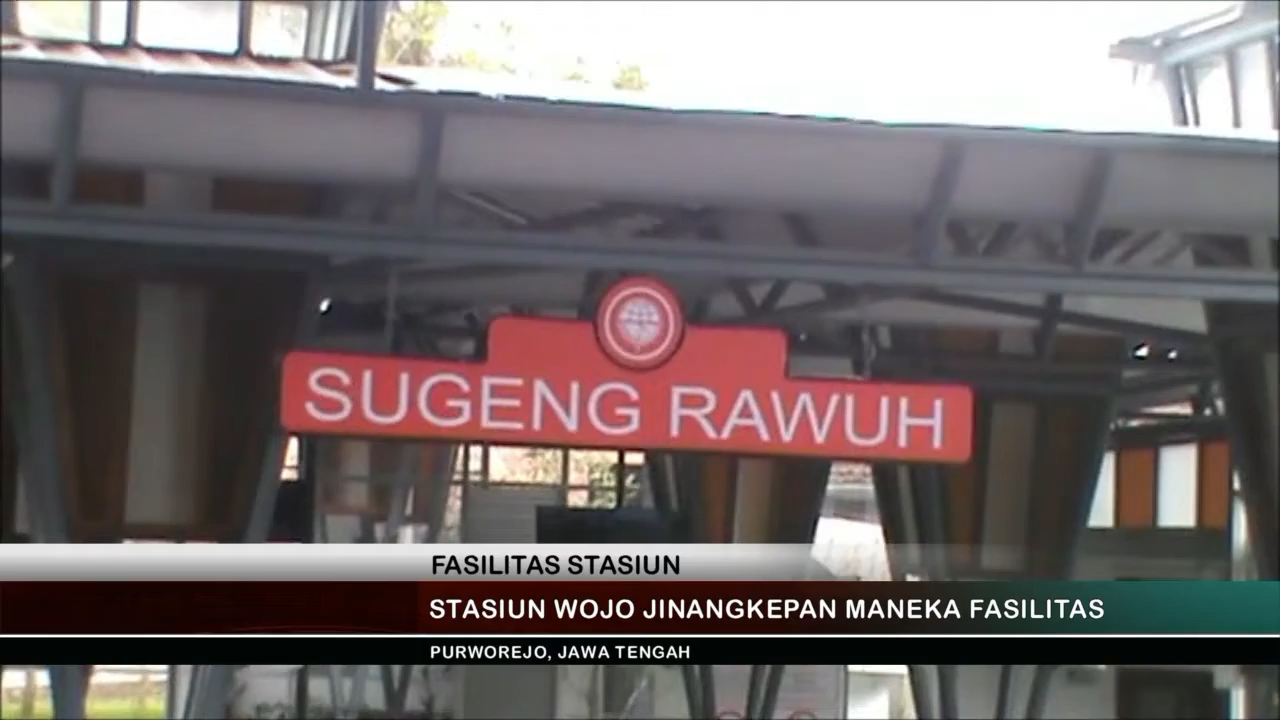 SUGENG RAWUH
FASILITAS STASIUN
STASIUN WOJO JINANGKEPAN MANEKA FASILITAS
PURWOREJO, JAWA TENGAH